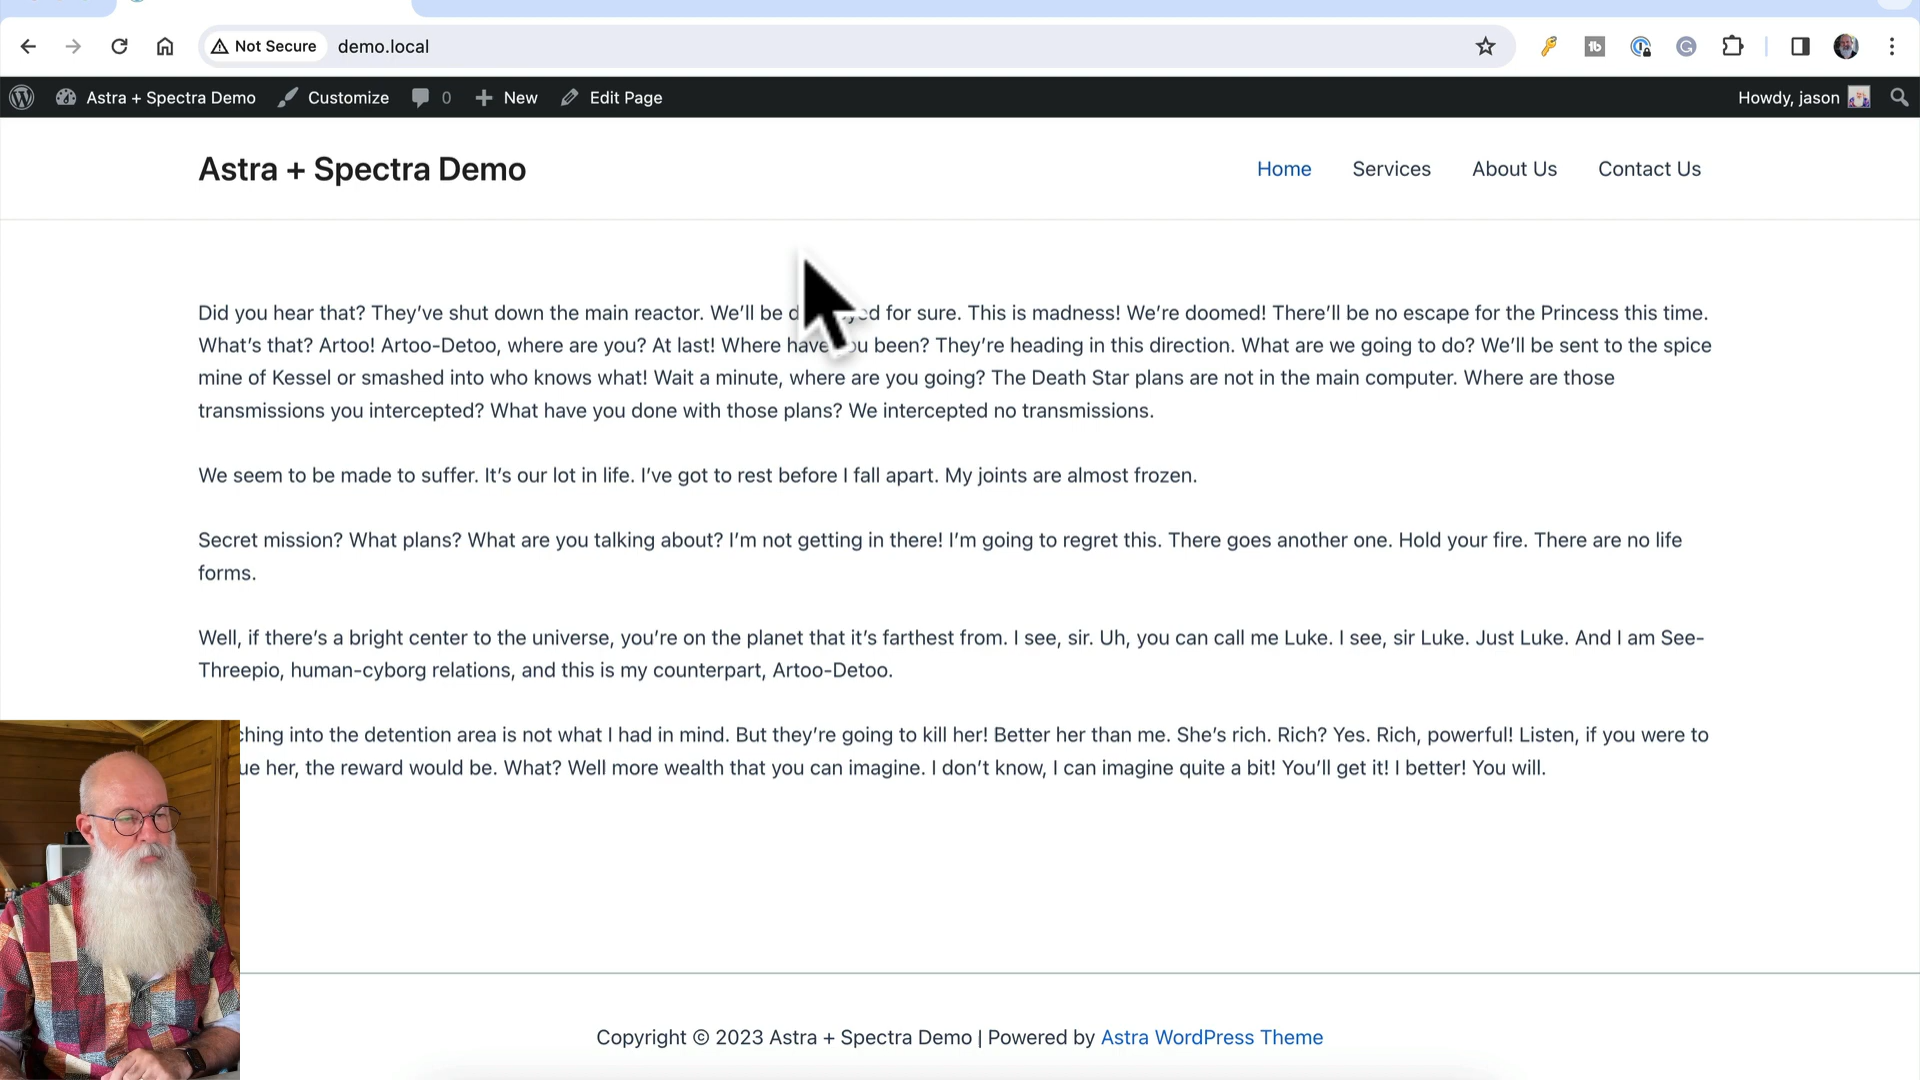 Not Secure demo.local
Astra + Spectra Demo Customize 0 New Edit Page Howdy, jason
Astra + Spectra Demo Home Services About Us Contact Us
Did you hear that? They’ve shut down the main reactor. We’ll be for sure. This is madness! We’re doomed! There’ll be no escape for the Princess this time.
What’s that? Artoo! Artoo-Detoo, where are you? At last! Where have been? They’re heading in this direction. What are we going to do? We’ll be sent to the spice
mine of Kessel or smashed into who knows what! Wait a minute, where are you going? The Death Star plans are not in the main computer. Where are those
transmissions you intercepted? What have you done with those plans? We intercepted no transmissions.
We seem to be made to suffer. It’s our lot in life. I’ve got to rest before I fall apart. My joints are almost frozen.
Secret mission? What plans? What are you talking about? I’m not getting in there! I’m going to regret this. There goes another one. Hold your fire. There are no life
forms.
Well, if there’s a bright center to the universe, you’re on the planet that it’s farthest from. I see, sir. Uh, you can call me Luke. I see, sir Luke. Just Luke. And I am See-
Threepio, human-cyborg relations, and this is my counterpart, Artoo-Detoo.
into the detention area is not what I had in mind. But they’re going to kill her! Better her than me. She’s rich. Rich? Yes. Rich, powerful! Listen, if you were to
her, the reward would be. What? Well more wealth that you can imagine. I don’t know, I can imagine quite a bit! You’ll get it! I better! You will.
Copyright © 2023 Astra + Spectra Demo | Powered by Astra WordPress Theme